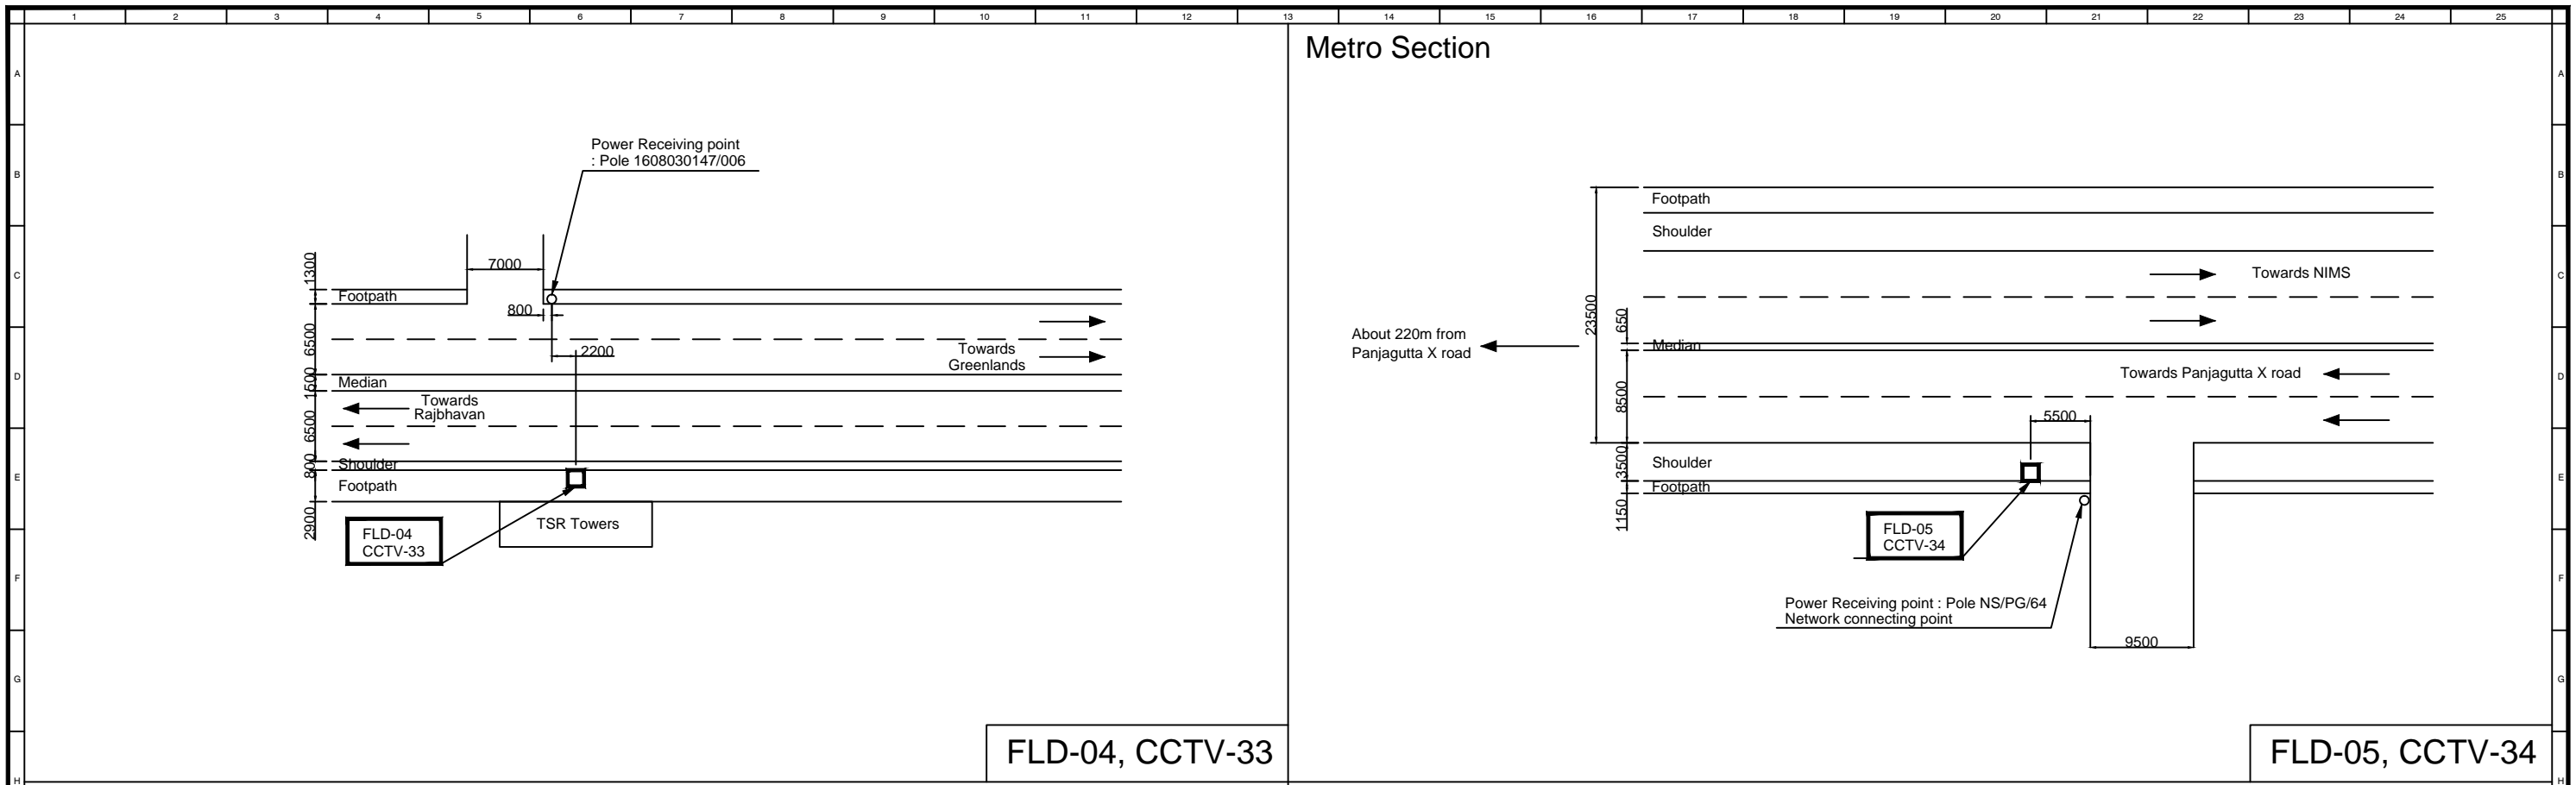 1 2 3 4 5 6 7 8 9 10 11 12 13 14 15 16 17 18 19 20 21 22 23 24 25
A
B
C
D
E
F
G
H
Power Receiving point
: Pole 1608030147/006
7000
1300
Footpath
800
6500
2200
Towards
Greenlands
1500
Median
Towards
Rajbhavan
6500
800
Shoulder
Footpath
2900
TSR Towers
FLD-04
CCTV-33
FLD-04, CCTV-33
Metro Section
Footpath
Shoulder
Towards NIMS
23500
650
About 220m from
Panjagutta X road
Median
Towards Panjagutta X road
8500
5500
3500
Shoulder
Footpath
1150
FLD-05
CCTV-34
Power Receiving point : Pole NS/PG/64
Network connecting point
9500
FLD-05, CCTV-34
A
B
C
D
E
F
G
H